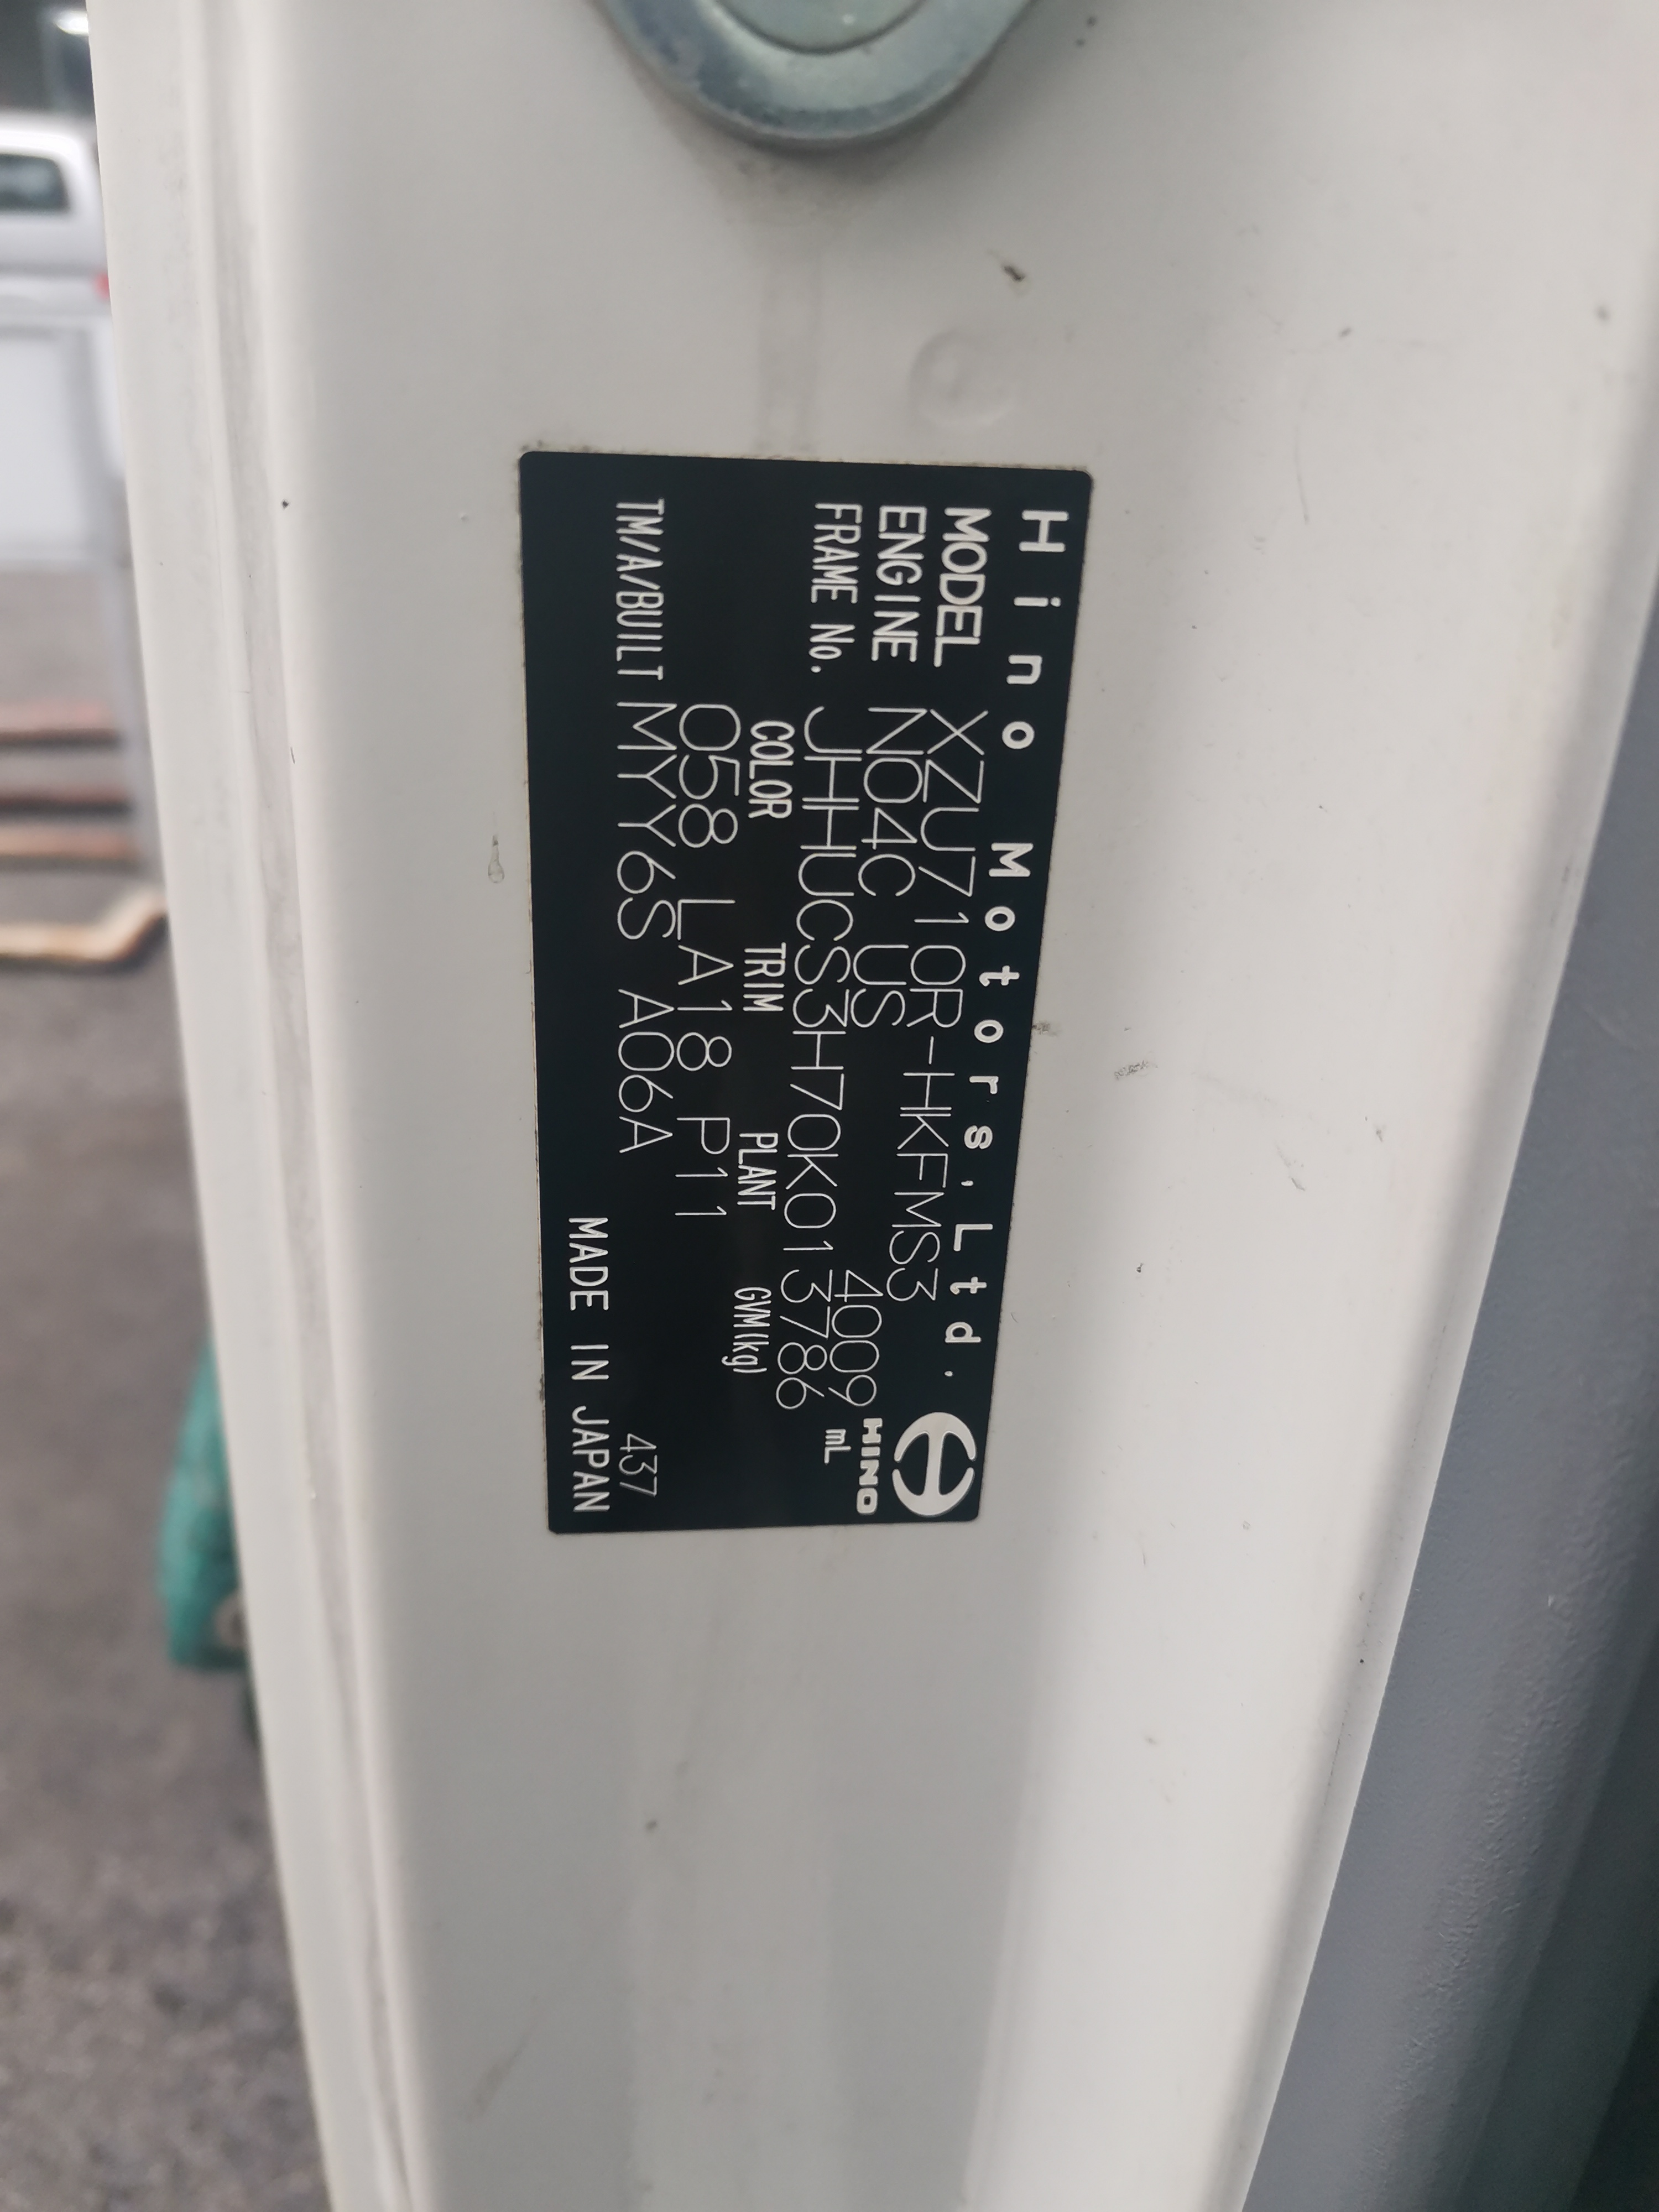 Hino Motors, Ltd.
MODEL XZU710R-HKFMS3
HINO
ENGINE N04C US 4009 mL
FRAME No. JHHUCS3H70K013786
COLOR TRIM PLANT GVM(kg)
058 LA18 P11
TM/A/BUILT MYY6S A06A
437
MADE IN JAPAN